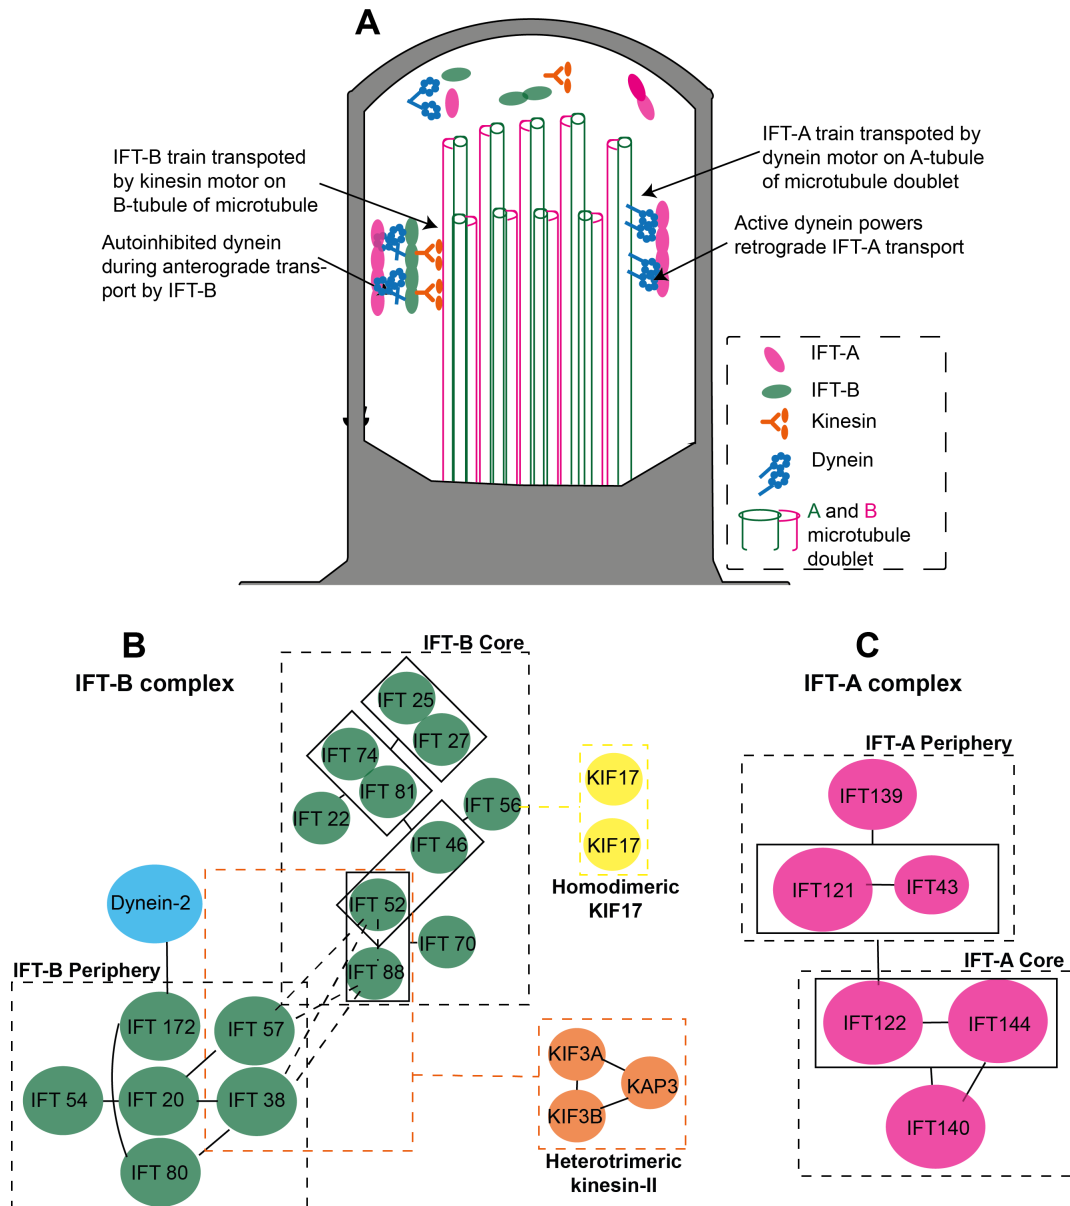 A
IFT-B train transpoted
by kinesin motor on
B-tubule of microtubule
Autoinhibited dynein
during anterograde trans-
port by IFT-B
IFT-A train transpoted by
dynein motor on A-tubule
of microtubule doublet
Active dynein powers
retrograde IFT-A transport
IFT-A
IFT-B
Kinesin
Dynein
A and B
microtubule
doublet
B
IFT-B complex
IFT-B Core
IFT 25
IFT 27
IFT 74
IFT 81
IFT 22
IFT 56
IFT 46
IFT 52
IFT 70
IFT 88
KIF17
KIF17
Homodimeric
KIF17
Dynein-2
IFT-B Periphery
IFT 172
IFT 57
IFT 54
IFT 20
IFT 38
IFT 80
KIF3A
KAP3
KIF3B
Heterotrimeric
kinesin-II
C
IFT-A complex
IFT-A Periphery
IFT139
IFT121
IFT43
IFT-A Core
IFT122
IFT144
IFT140